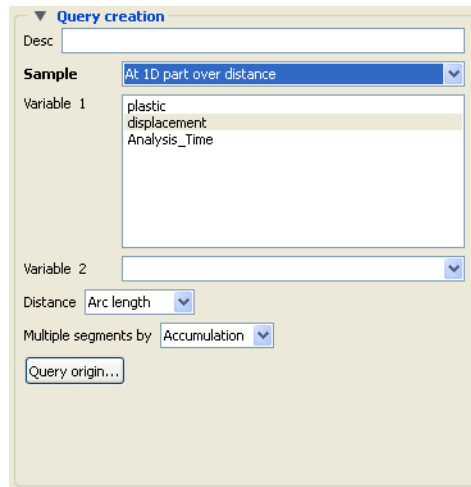 Query creation
Desc
Sample At 1D part over distance
Variable 1 plastic
displacement
Analysis_Time
Variable 2
Distance Arc length
Multiple segments by Accumulation
Query origin...